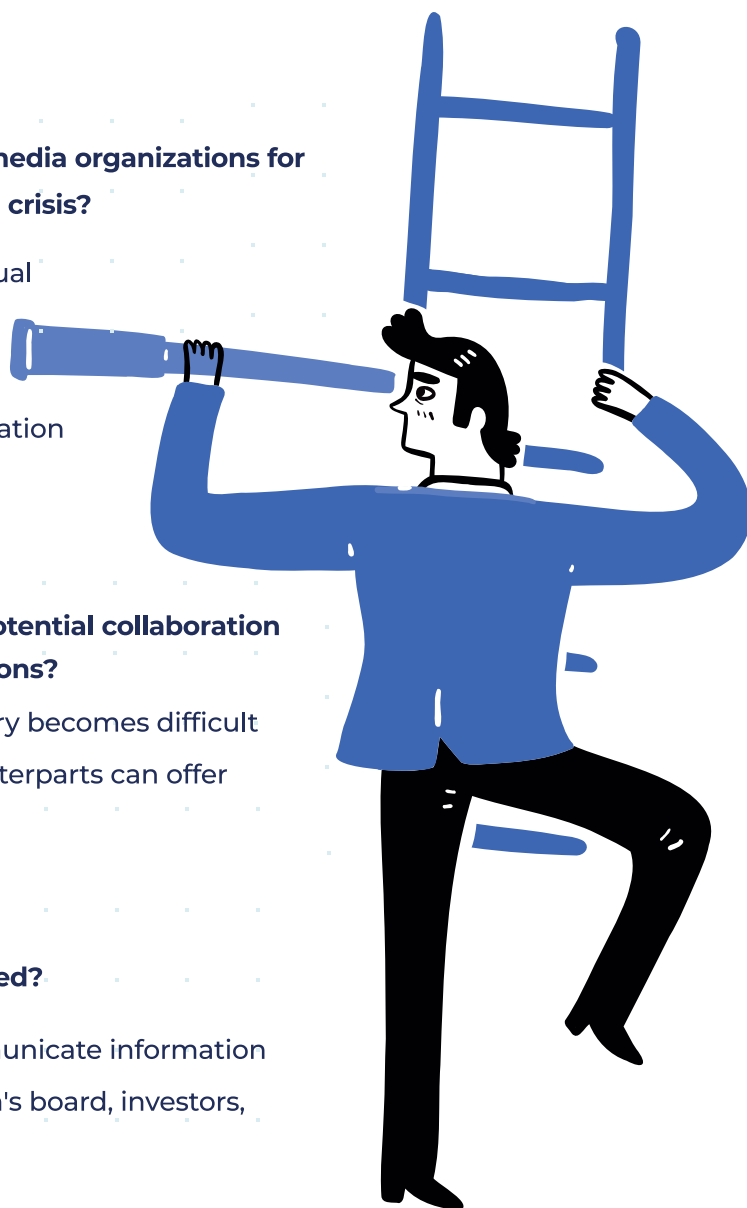 nedia organizations for
crisis?
ual
ation
otential collaboration
ons?
ry becomes difficult
terparts can offer
ed?
unicate information
's board, investors,